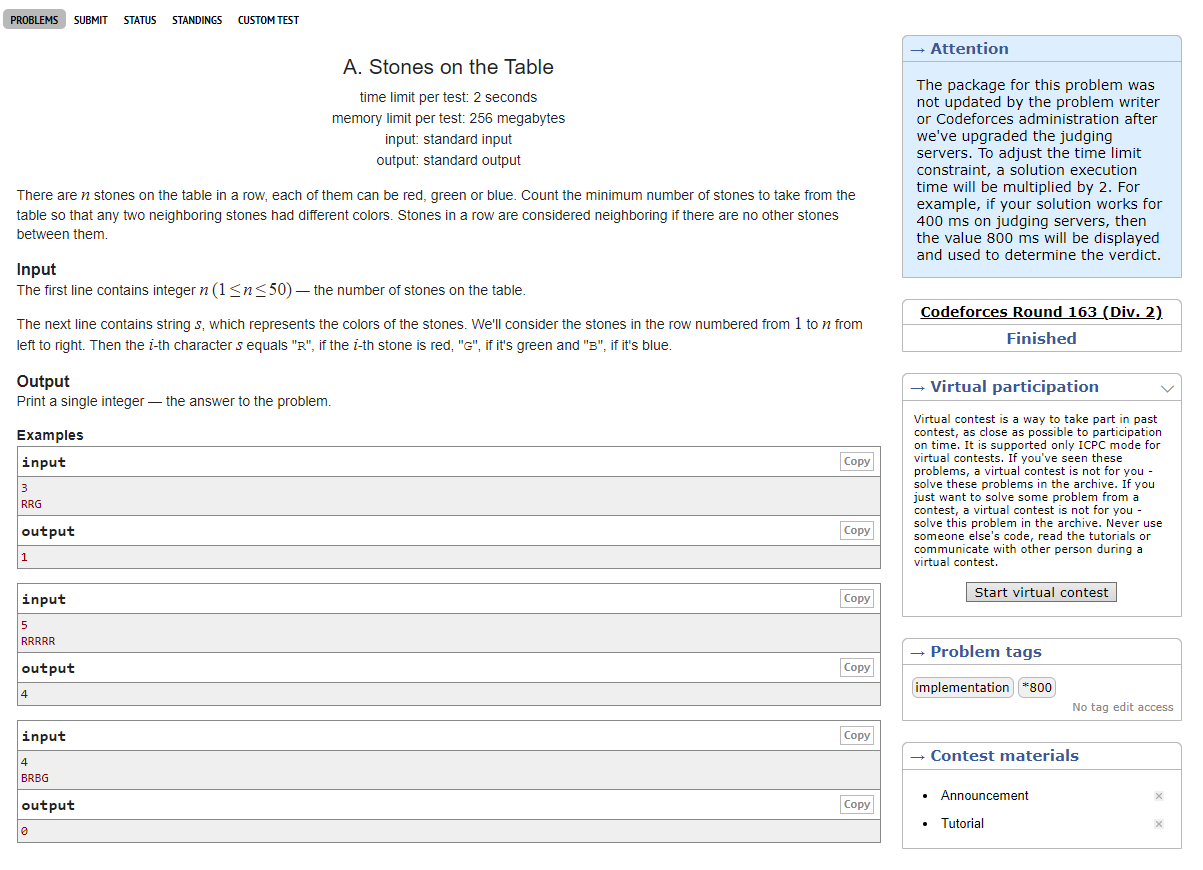 PROBLEMS SUBMIT STATUS STANDINGS CUSTOM TEST
A. Stones on the Table
time limit per test: 2 seconds
memory limit per test: 256 megabytes
input: standard input
output: standard output
There are n stones on the table in a row, each of them can be red, green or blue. Count the minimum number of stones to take from the
table so that any two neighboring stones had different colors. Stones in a row are considered neighboring if there are no other stones
between them.
Input
The first line contains integer n (1 ≤ n ≤ 50) — the number of stones on the table.
The next line contains string s, which represents the colors of the stones. We'll consider the stones in the row numbered from 1 to n from
left to right. Then the i-th character s equals "R", if the i-th stone is red, "G", if it's green and "B", if it's blue.
Output
Print a single integer — the answer to the problem.
Examples
input
Copy
3
RRG
output
Copy
1
input
Copy
5
RRRRR
output
Copy
4
input
Copy
4
BRBG
output
Copy
0
→ Attention
The package for this problem was
not updated by the problem writer
or Codeforces administration after
we've upgraded the judging
servers. To adjust the time limit
constraint, a solution execution
time will be multiplied by 2. For
example, if your solution works for
400 ms on judging servers, then
the value 800 ms will be displayed
and used to determine the verdict.
Codeforces Round 163 (Div. 2)
Finished
→ Virtual participation
Virtual contest is a way to take part in past
contest, as close as possible to participation
on time. It is supported only ICPC mode for
virtual contests. If you've seen these
problems, a virtual contest is not for you -
solve these problems in the archive. If you
just want to solve some problem from a
contest, a virtual contest is not for you -
solve this problem in the archive. Never use
someone else's code, read the tutorials or
communicate with other person during a
virtual contest.
Start virtual contest
→ Problem tags
implementation *800
No tag edit access
→ Contest materials
• Announcement
• Tutorial